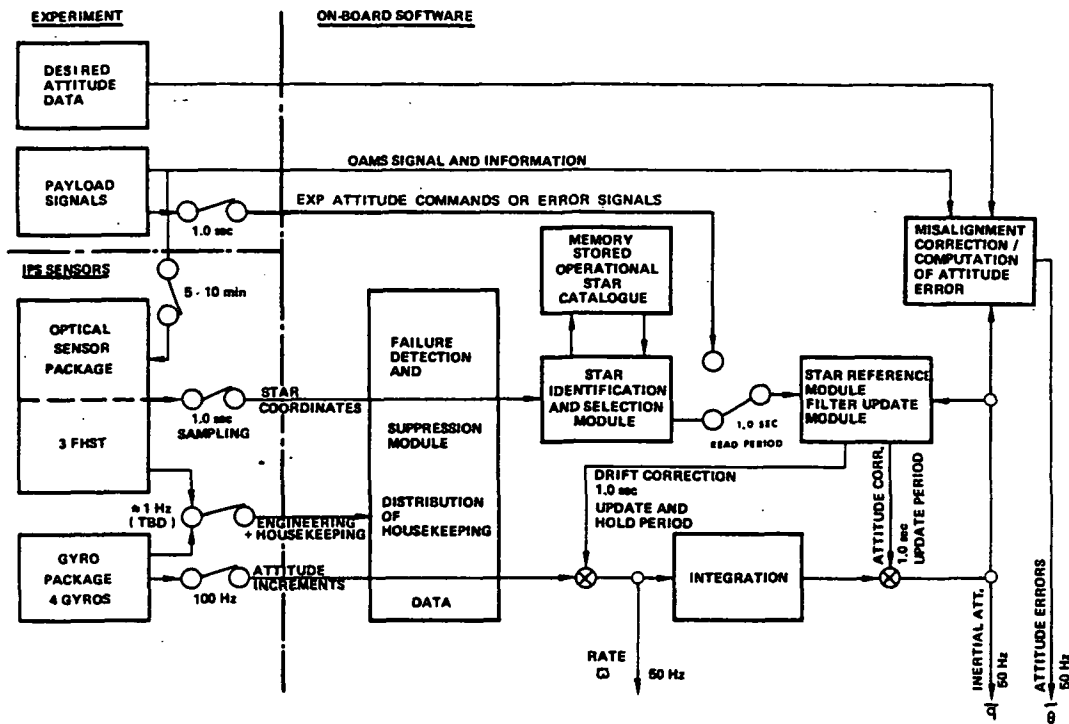 EXPERIMENT
ON-BOARD SOFTWARE
DESIRED
ATTITUDE
DATA
PAYLOAD
SIGNALS
OAMS SIGNAL AND INFORMATION
1.0 sec
EXP ATTITUDE COMMANDS OR ERROR SIGNALS
MISALIGNMENT
CORRECTION /
COMPUTATION
OF ATTITUDE
ERROR
IPS SENSORS
5 - 10 min
OPTICAL
SENSOR
PACKAGE
3 FHST
1.0 sec
SAMPLING
STAR
COORDINATES
MEMORY
STORED
OPERATIONAL
STAR
CATALOGUE
FAILURE
DETECTION
AND
SUPPRESSION
MODULE
DISTRIBUTION
OF
HOUSEKEEPING
DATA
STAR
IDENTIFICATION
AND SELECTION
MODULE
1.0 SEC
READ PERIOD
STAR REFERENCE
MODULE
FILTER UPDATE
MODULE
DRIFT CORRECTION
1.0 sec
UPDATE AND
HOLD PERIOD
ATTITUDE CORR.
1.0 sec
UPDATE PERIOD
≈ 1 Hz
( TBD )
ENGINEERING
+ HOUSEKEEPING
GYRO
PACKAGE
4 GYROS
100 Hz
ATTITUDE
INCREMENTS
INTEGRATION
RATE
50 Hz
INERTIAL ATT.
50 Hz
ATTITUDE ERRORS
50 Hz